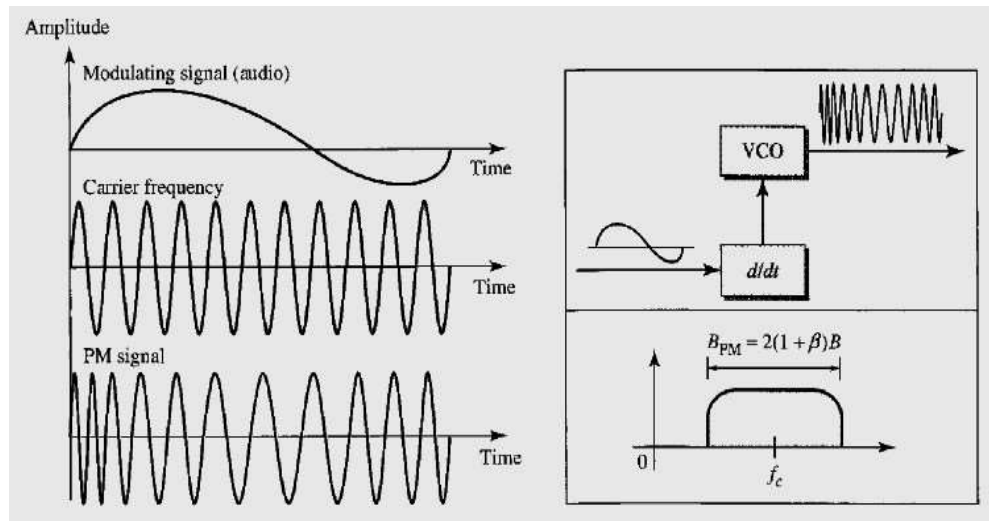 Amplitude
Modulating signal (audio)
Time
Carrier frequency
Time
PM signal
Time
VCO
d/dt
B_PM = 2(1 + β)B
0
f_c